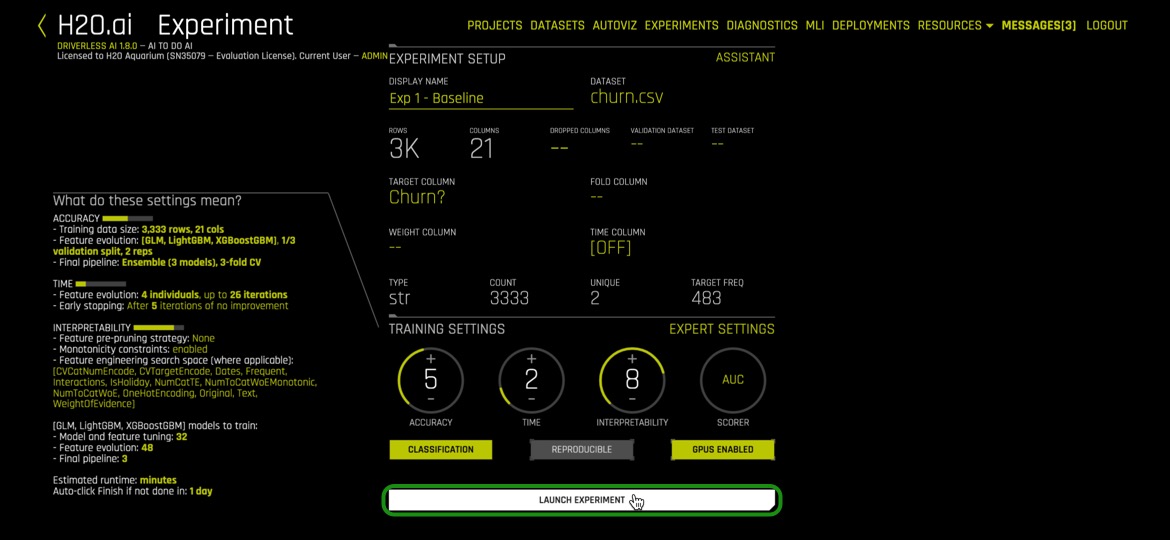 H2O.ai Experiment
PROJECTS DATASETS AUTOVIZ EXPERIMENTS DIAGNOSTICS MLI DEPLOYMENTS RESOURCES MESSAGES[3] LOGOUT
DRIVERLESS AI 1.8.0 – AI TO DO AI
Licensed to H2O Aquarium (SN35079 – Evaluation License). Current User – ADMIN
EXPERIMENT SETUP
ASSISTANT
DISPLAY NAME
DATASET
Exp 1 - Baseline
churn.csv
ROWS
COLUMNS
DROPPED COLUMNS
VALIDATION DATASET
TEST DATASET
3K
21
--
--
--
TARGET COLUMN
FOLD COLUMN
Churn?
--
WEIGHT COLUMN
TIME COLUMN
--
[OFF]
TYPE
COUNT
UNIQUE
TARGET FREQ
str
3333
2
483
What do these settings mean?
ACCURACY
- Training data size: 3,333 rows, 21 cols
- Feature evolution: [GLM, LightGBM, XGBoostGBM], 1/3
validation split, 2 reps
- Final pipeline: Ensemble (3 models), 3-fold CV
TIME
- Feature evolution: 4 individuals, up to 26 iterations
- Early stopping: After 5 iterations of no improvement
INTERPRETABILITY
- Feature pre-pruning strategy: None
- Monotonicity constraints: enabled
- Feature engineering search space (where applicable):
[CVCatNumEncode, CVTargetEncode, Dates, Frequent,
Interactions, IsHoliday, NumCatTE, NumToCatWoEMonotonic,
NumToCatWoE, OneHotEncoding, Original, Text,
WeightOfEvidence]
[GLM, LightGBM, XGBoostGBM] models to train:
- Model and feature tuning: 32
- Feature evolution: 48
- Final pipeline: 3
Estimated runtime: minutes
Auto-click Finish if not done in: 1 day
TRAINING SETTINGS
EXPERT SETTINGS
+
+
+
5
2
8
AUC
-
-
-
ACCURACY
TIME
INTERPRETABILITY
SCORER
CLASSIFICATION
REPRODUCIBLE
GPUS ENABLED
LAUNCH EXPERIMENT